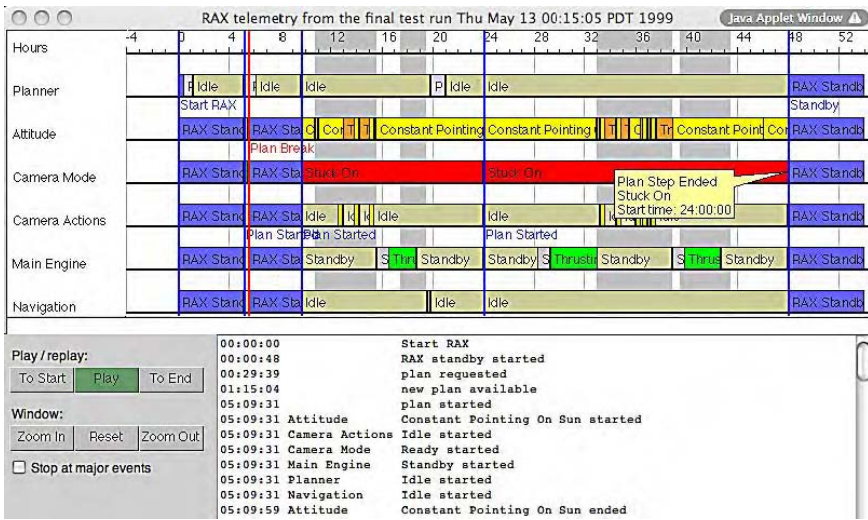 RAX telemetry from the final test run Thu May 13 00:15:05 PDT 1999
Java Applet Window
Hours
-4 0 4 8 12 16 20 24 28 32 36 40 44 48 52
Planner
Idle Idle Idle P Idle Idle RAX Standb
Start RAX
Standby
Attitude
RAX Stand RAX Sta C Cor T T Constant Pointing Constant Pointing T T C Tr Constant Point Cor RAX Standb
Plan Break
Camera Mode
RAX Stand RAX Sta Stuck On Stuck On RAX Standb
Plan Step Ended
Stuck On
Start time: 24:00:00
Camera Actions
RAX Stand RAX Sta Idle Idle Idle RAX Standb
Plan Started Plan Started
Main Engine
RAX Stand RAX Sta Standby S Thru Standby Standby S Thrustin Standby S Thrus Standby RAX Standb
Navigation
RAX Stand RAX Sta Idle Idle Idle RAX Standb
Play / replay:
To Start Play To End
Window:
Zoom In Reset Zoom Out
Stop at major events
00:00:00 Start RAX
00:00:48 RAX standby started
00:29:39 plan requested
01:15:04 new plan available
05:09:31 plan started
05:09:31 Attitude Constant Pointing On Sun started
05:09:31 Camera Actions Idle started
05:09:31 Camera Mode Ready started
05:09:31 Main Engine Standby started
05:09:31 Planner Idle started
05:09:31 Navigation Idle started
05:09:59 Attitude Constant Pointing On Sun ended